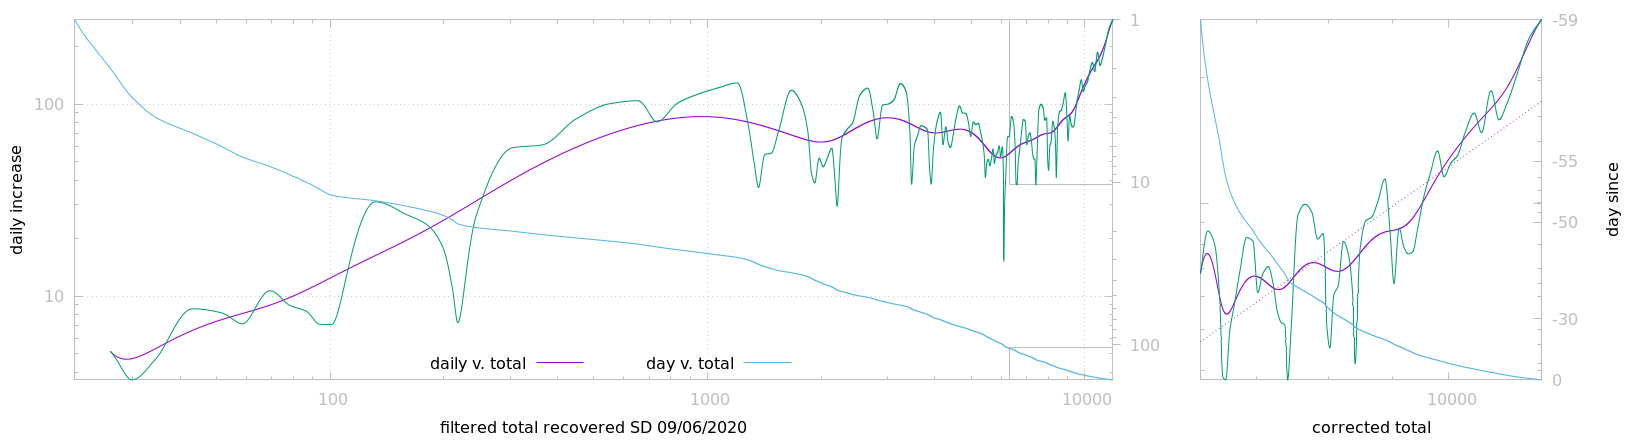 daily increase
100
10
daily v. total
day v. total
100
1000
10000
1
10
100
filtered total recovered SD 09/06/2020
-59
-55
-50
-30
0
day since
10000
corrected total